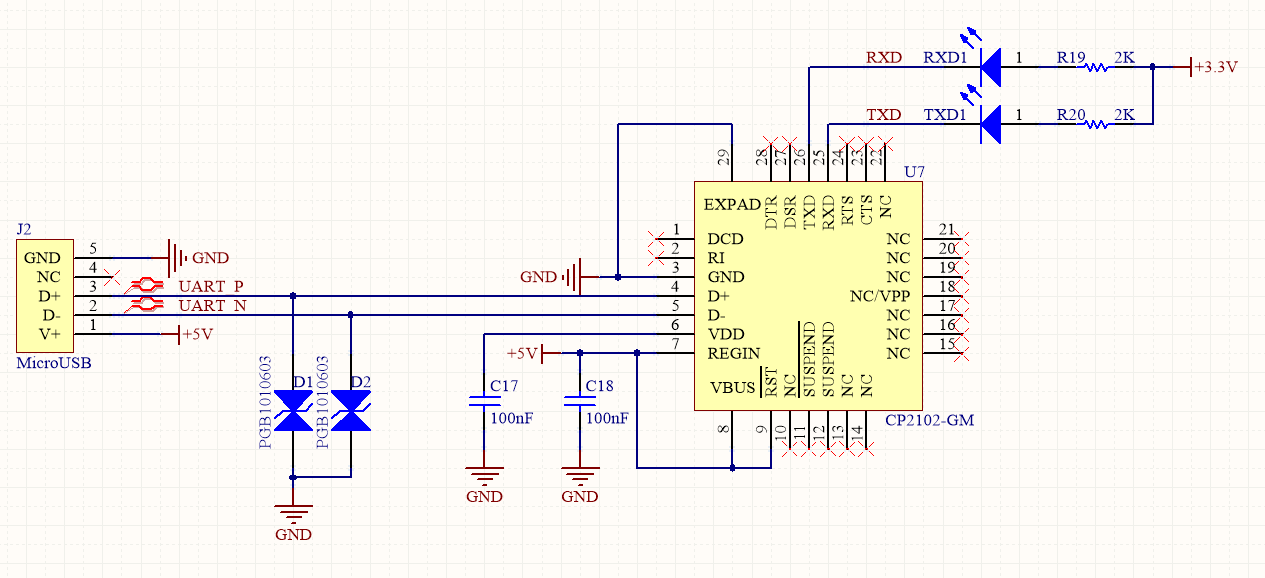 RXD RXD1 1 R19 2K
+3.3V
TXD TXD1 1 R20 2K
29 28 27 26 25 24 23 22
U7
EXPAD DTR DSR TXD RXD RTS CTS NC
J2
GND 5 GND
NC 4
D+ 3 UART_P
D- 2 UART_N
V+ 1 +5V
MicroUSB
1 DCD NC 21
2 RI NC 20
GND 3 GND NC 19
4 D+ NC/VPP 18
5 D- NC 17
6 VDD NC 16
+5V 7 REGIN NC 15
VBUS RST NC SUSPEND SUSPEND NC NC
8 9 10 11 12 13 14
CP2102-GM
PGB1010603 D1
PGB1010603 D2
C17
100nF
C18
100nF
GND
GND
GND